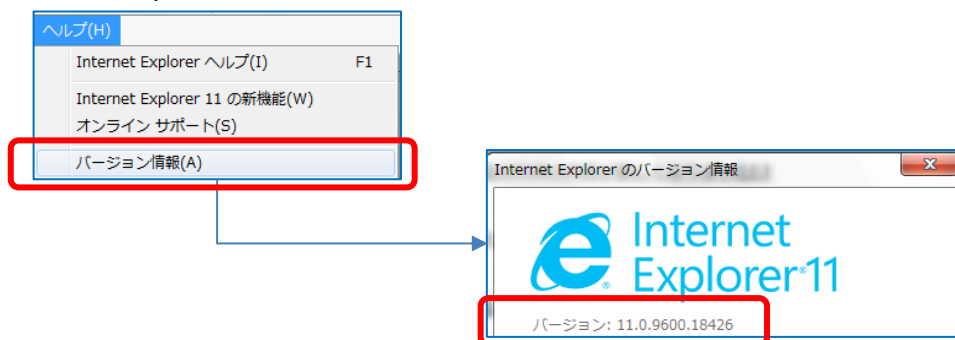 ヘルプ(H)
Internet Explorer ヘルプ(I) F1
Internet Explorer 11 の新機能(W)
オンライン サポート(S)
バージョン情報(A)
Internet Explorer のバージョン情報
Internet
Explorer®11
バージョン: 11.0.9600.18426